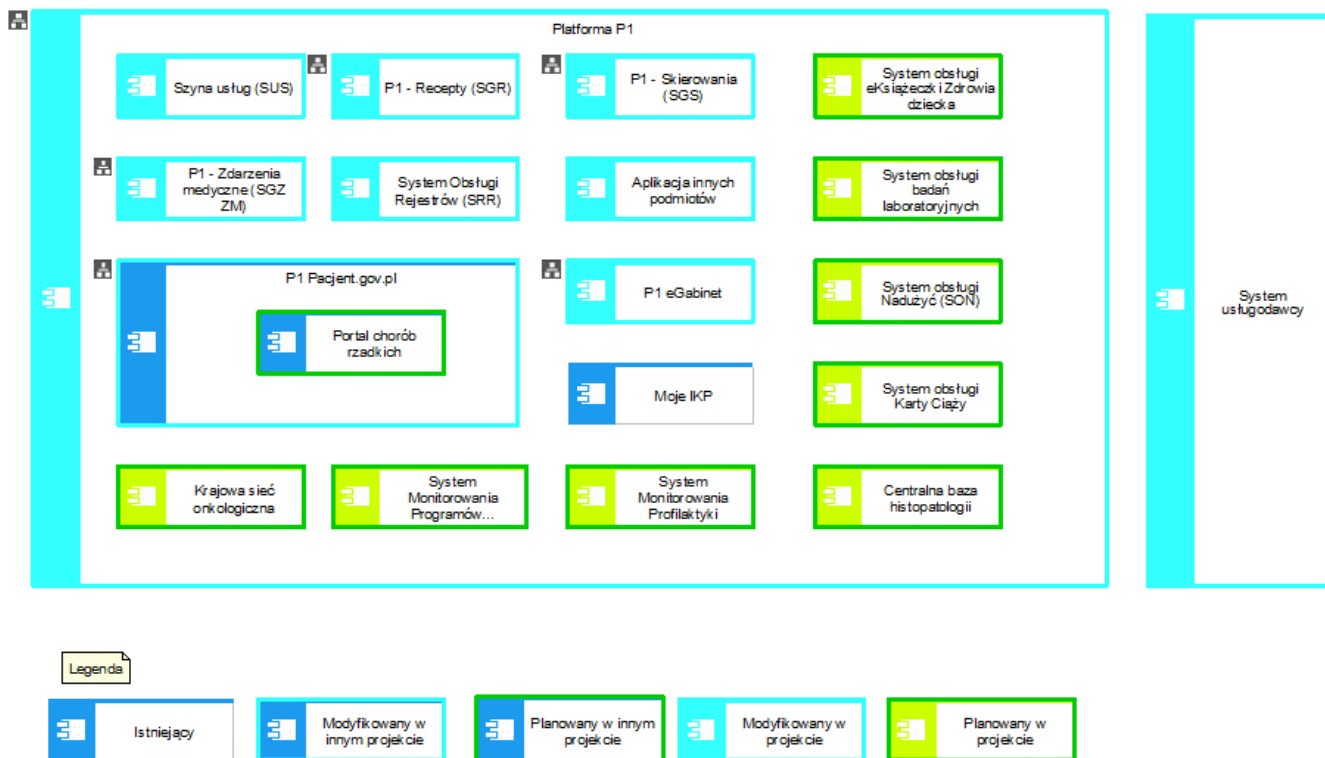 Platforma P1
Szyna usług (SUS)
P1 - Recepty (SGR)
P1 - Skierowania
(SGS)
System obsługi
eKsiążeczki Zdrowia
dziecka
P1 - Zdarzenia
medyczne (SGZ
ZM)
System Obsługi
Rejestrów (SRR)
Aplikacja innych
podmiotów
System obsługi
badań
laboratoryjnych
P1 Pacjent.gov.pl
Portal chorób
rzadkich
P1 eGabinet
System obsługi
Nadużyć (SON)
System
usługodawcy
Moje IKP
System obsługi
Karty Ciąży
Krajowa sieć
onkologiczna
System
Monitorowania
Programów...
System
Monitorowania
Profilaktyki
Centralna baza
histopatologii
Legenda
Istniejący
Modyfikowany w
innym projekcie
Planowany w innym
projekcie
Modyfikowany w
projekcie
Planowany w
projekcie